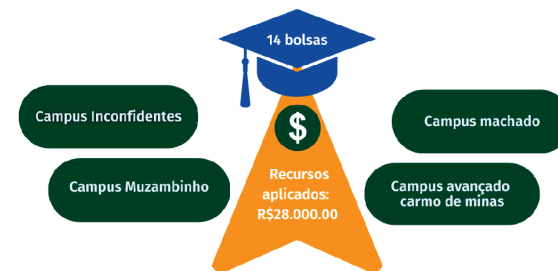 14 bolsas
Campus Inconfidentes
Campus Muzambinho
$
Recursos
aplicados:
R$28.000.00
Campus machado
Campus avançado
carmo de minas